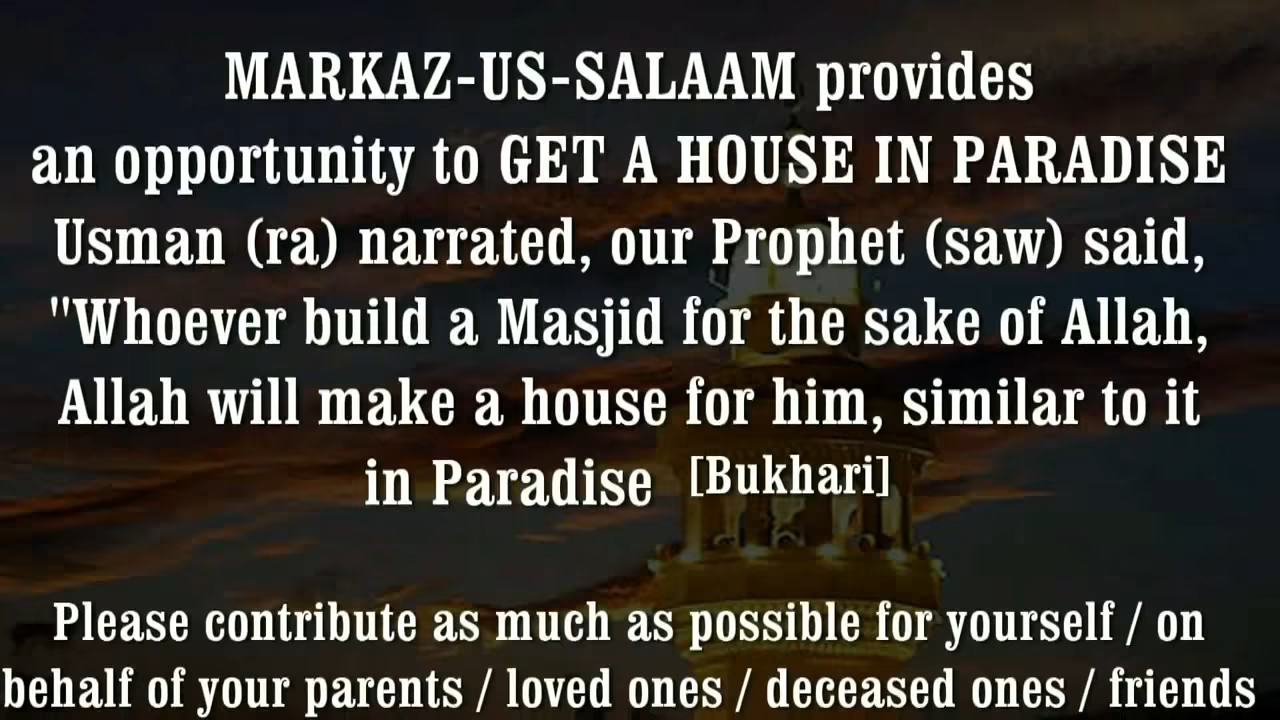 MARKAZ-US-SALAAM provides
an opportunity to GET A HOUSE IN PARADISE
Usman (ra) narrated, our Prophet (saw) said,
"Whoever build a Masjid for the sake of Allah,
Allah will make a house for him, similar to it
in Paradise [Bukhari]
Please contribute as much as possible for yourself / on
behalf of your parents / loved ones / deceased ones / friends